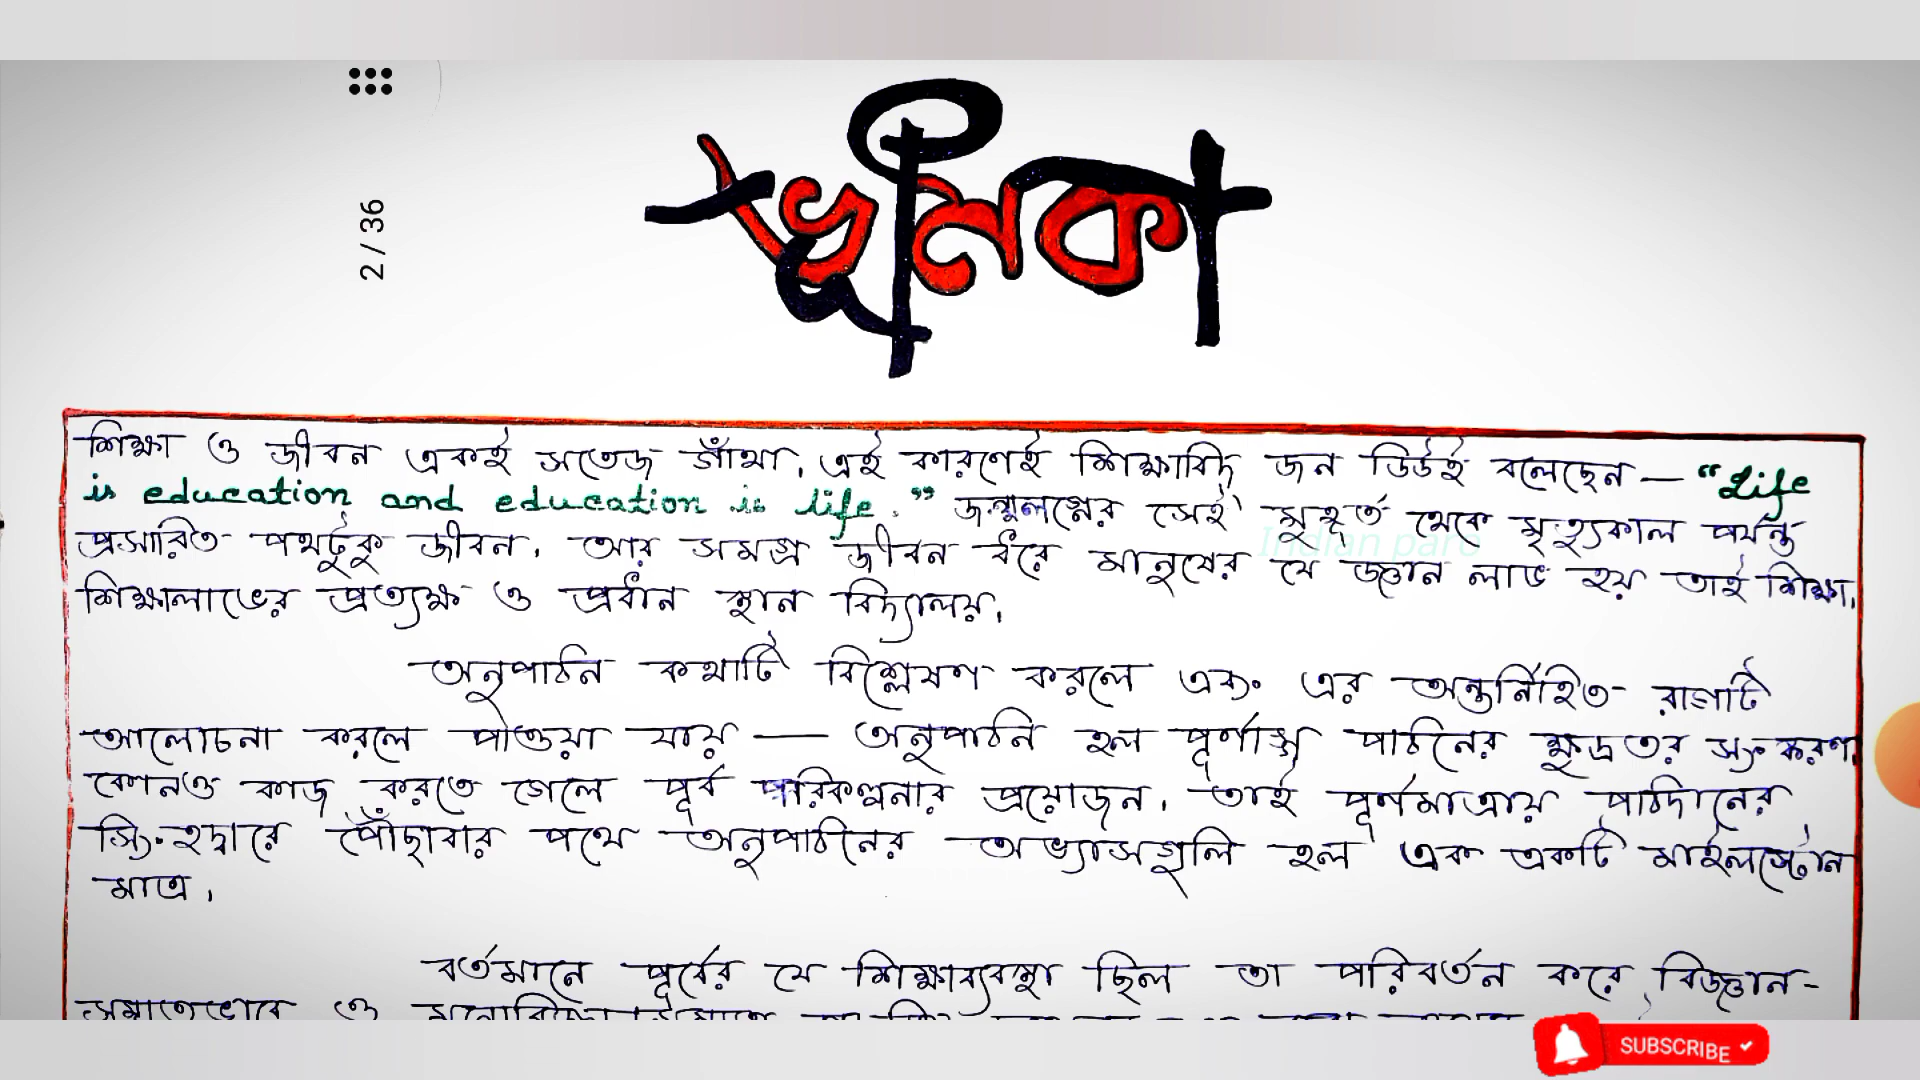 2 / 36
ভূমিকা
শিক্ষা ও জীবন একই সতেজ গাঁথা। এই কারণেই শিক্ষাবিদ জন ডিউই বলেছেন — "Life
is education and education is life." জন্মলগ্নের সেই মুহূর্ত থেকে মৃত্যুকাল পর্যন্ত
প্রসারিত পথটুকু জীবন। আর সমগ্র জীবন ধরে মানুষের যে জ্ঞান লাভ হয় তাই শিক্ষা।
Indian paro
শিক্ষালাভের প্রত্যক্ষ ও প্রধান স্থান বিদ্যালয়।
অনুপাঠন কথাটি বিশ্লেষণ করলে এবং এর অন্তর্নিহিত
আলোচনা করলে পাওয়া যায় — অনুপাঠন হল পূর্ণাঙ্গ পাঠনের ক্ষুদ্রতর সংস্করণ।
কোনও কাজ করতে গেলে পূর্ব পরিকল্পনার প্রয়োজন। তাই পূর্ণমাত্রায় পাঠদানের
সিংহদ্বারে পৌঁছাবার পথে অনুপাঠনের অভ্যাসগুলি হল এক একটি মাইলস্টোন
মাত্র।
বর্তমানে পূর্বের যে শিক্ষাব্যবস্থা ছিল তা পরিবর্তন করে বিজ্ঞান-
SUBSCRIBE